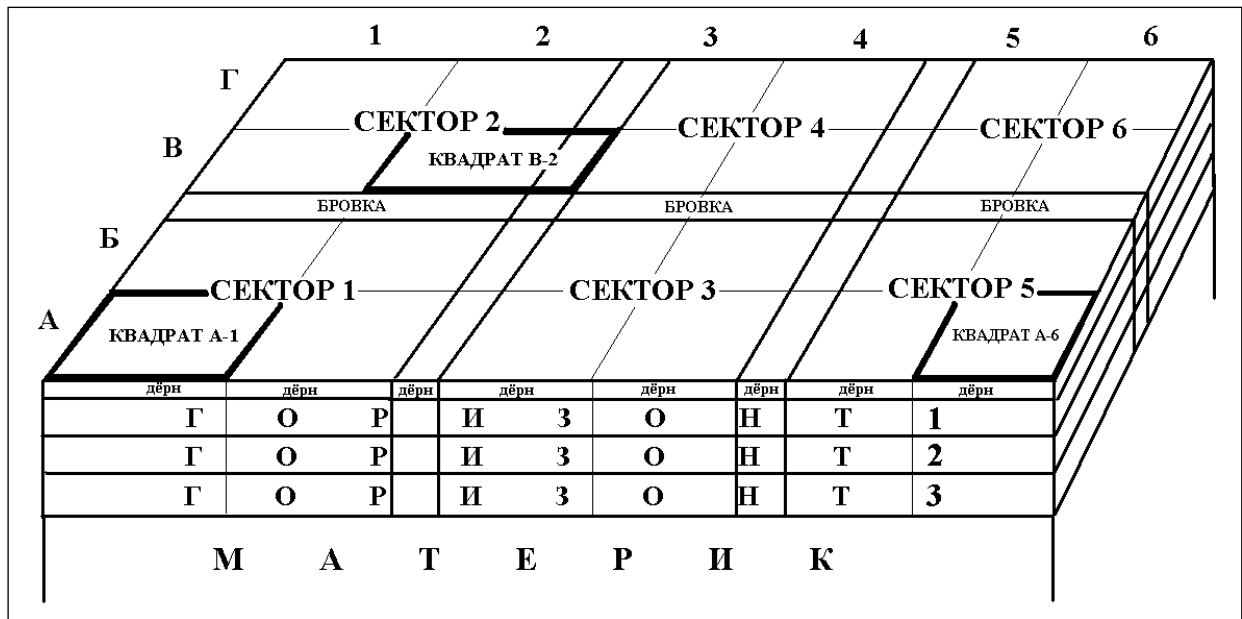 1 2 3 4 5 6
Г
СЕКТОР 2 СЕКТОР 4 СЕКТОР 6
В
КВАДРАТ В-2
БРОВКА БРОВКА БРОВКА
Б
СЕКТОР 1 СЕКТОР 3 СЕКТОР 5
А
КВАДРАТ А-1 КВАДРАТ А-6
дёрн дёрн дёрн дёрн дёрн дёрн дёрн дёрн
Г О Р И З О Н Т 1
Г О Р И З О Н Т 2
Г О Р И З О Н Т 3
М А Т Е Р И К